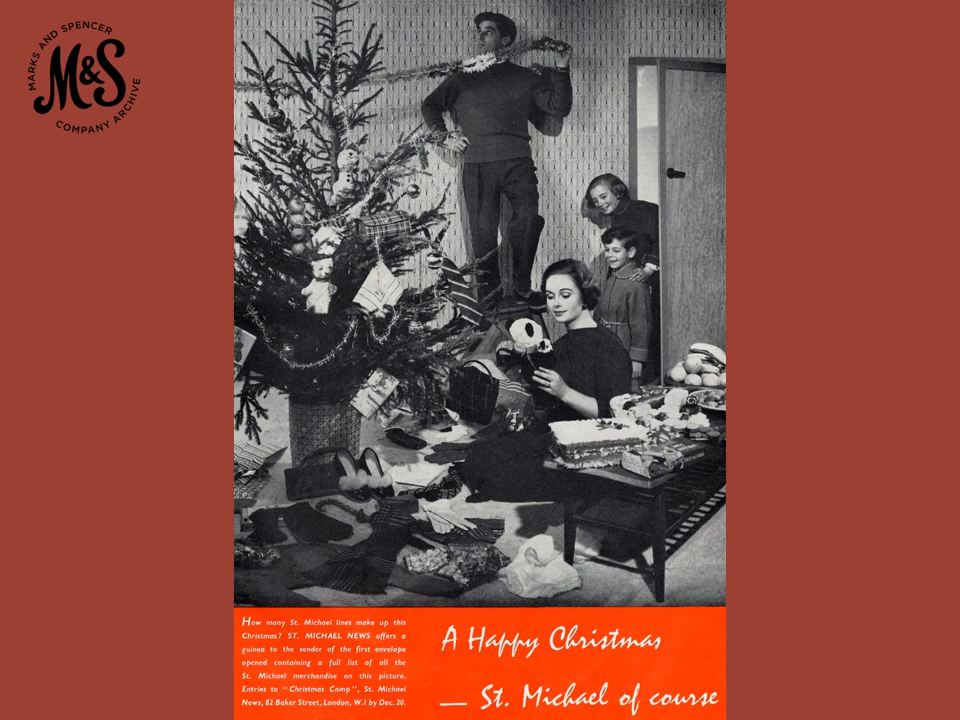 MARKS AND SPENCER
M&S
COMPANY ARCHIVE
How many St. Michael lines make up this
Christmas? ST. MICHAEL NEWS offers a
guinea to the sender of the first envelope
opened containing a full list of all the
St. Michael merchandise on this picture.
Entries to "Christmas Comp", St. Michael
News, 82 Baker Street, London, W.1 by Dec. 20.
A Happy Christmas
— St. Michael of course